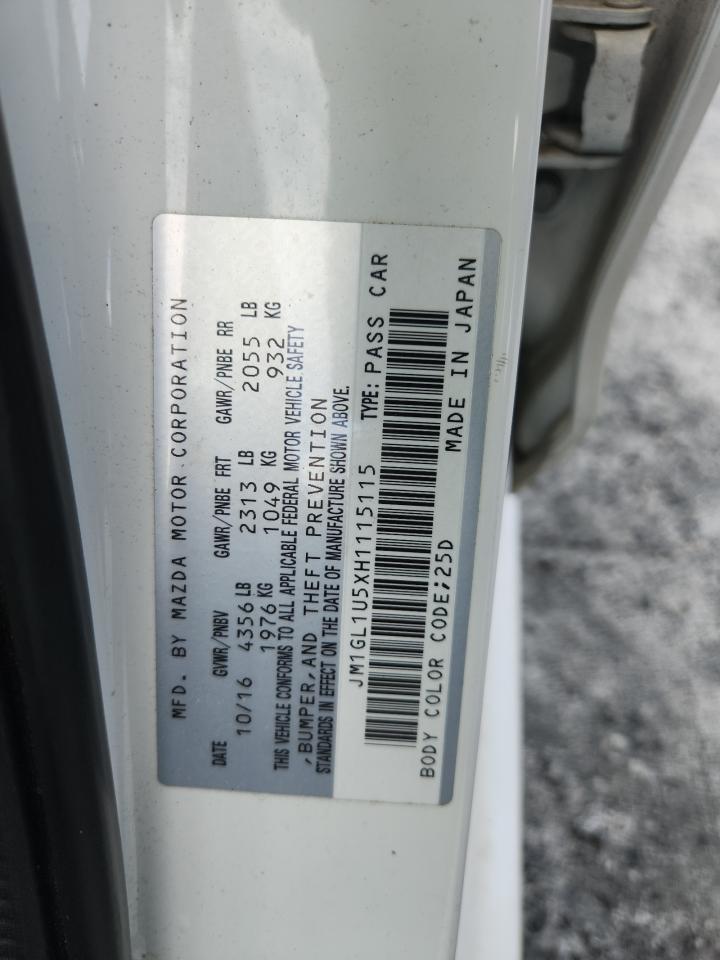 MFD. BY MAZDA MOTOR CORPORATION
DATE GVWR/PNBV GAWR/PNBE FRT GAWR/PNBE RR
10/16 4356 LB 2313 LB 2055 LB
1976 KG 1049 KG 932 KG
THIS VEHICLE CONFORMS TO ALL APPLICABLE FEDERAL MOTOR VEHICLE SAFETY
,BUMPER,AND THEFT PREVENTION
STANDARDS IN EFFECT ON THE DATE OF MANUFACTURE SHOWN ABOVE.
JM1GL1U5XH1115115 TYPE: PASS CAR
BODY COLOR CODE;25D MADE IN JAPAN